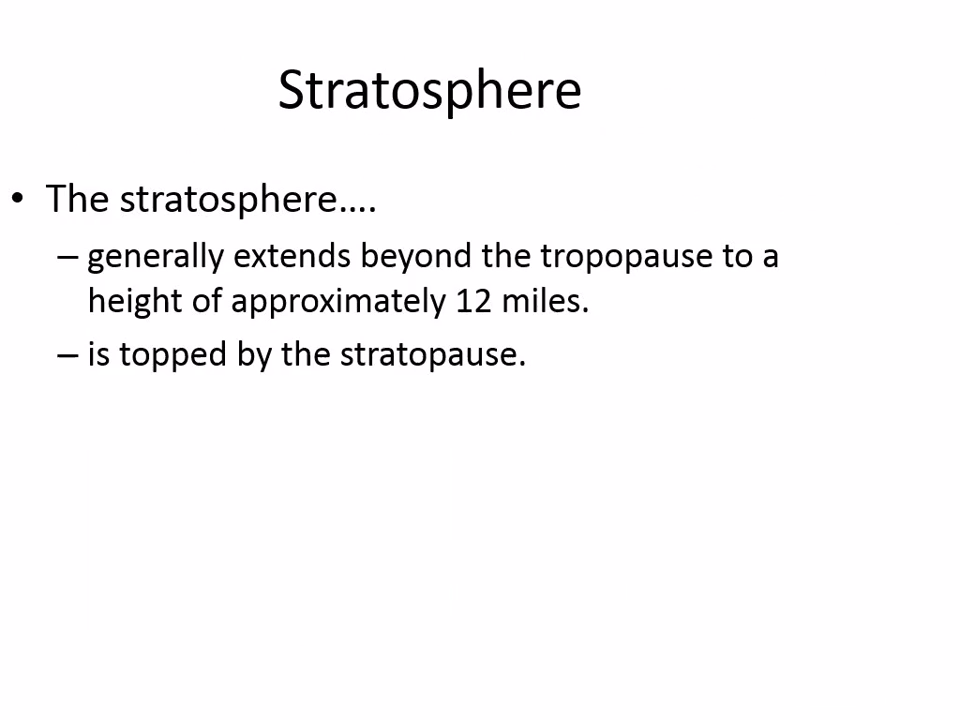 Stratosphere
• The stratosphere....
– generally extends beyond the tropopause to a
height of approximately 12 miles.
– is topped by the stratopause.